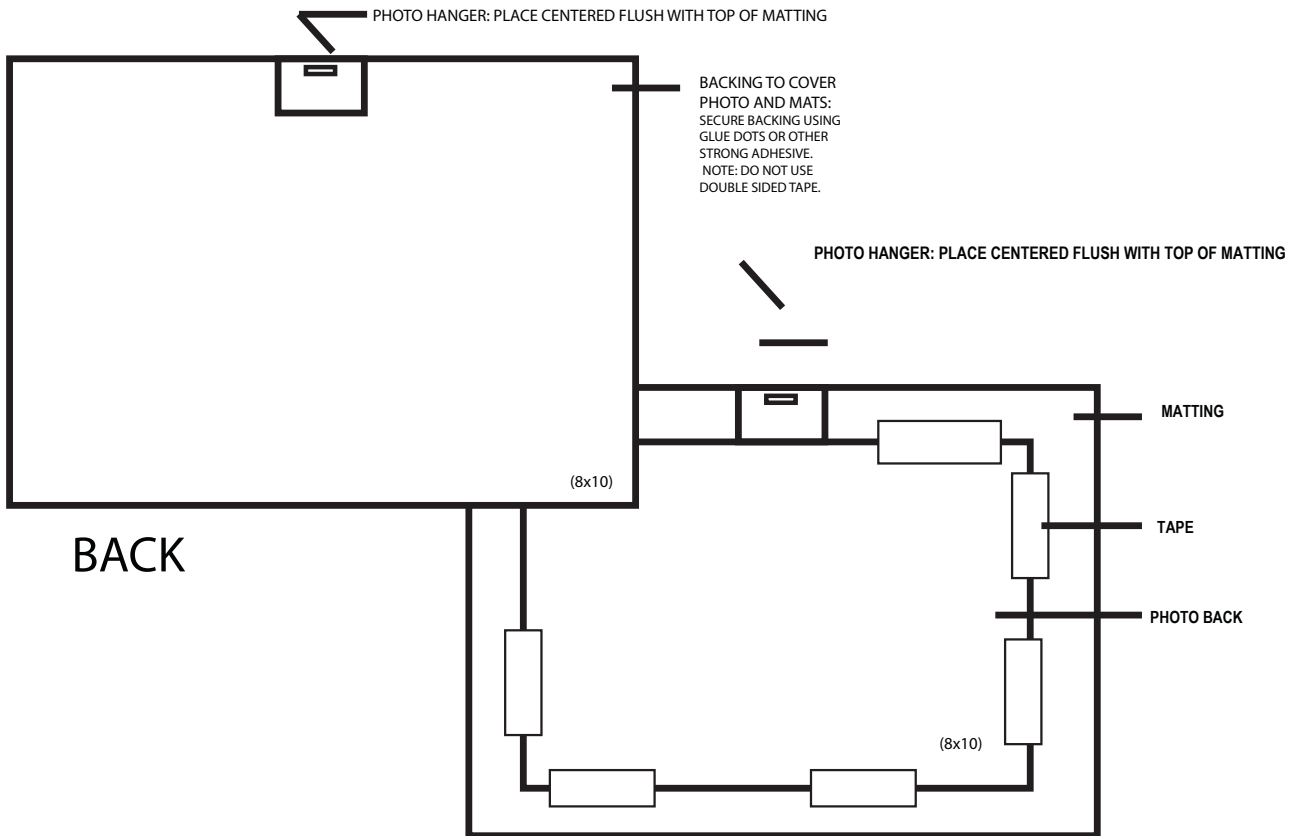 PHOTO HANGER: PLACE CENTERED FLUSH WITH TOP OF MATTING
BACKING TO COVER
PHOTO AND MATS:
SECURE BACKING USING
GLUE DOTS OR OTHER
STRONG ADHESIVE.
NOTE: DO NOT USE
DOUBLE SIDED TAPE.
PHOTO HANGER: PLACE CENTERED FLUSH WITH TOP OF MATTING
MATTING
(8x10)
TAPE
BACK
PHOTO BACK
(8x10)